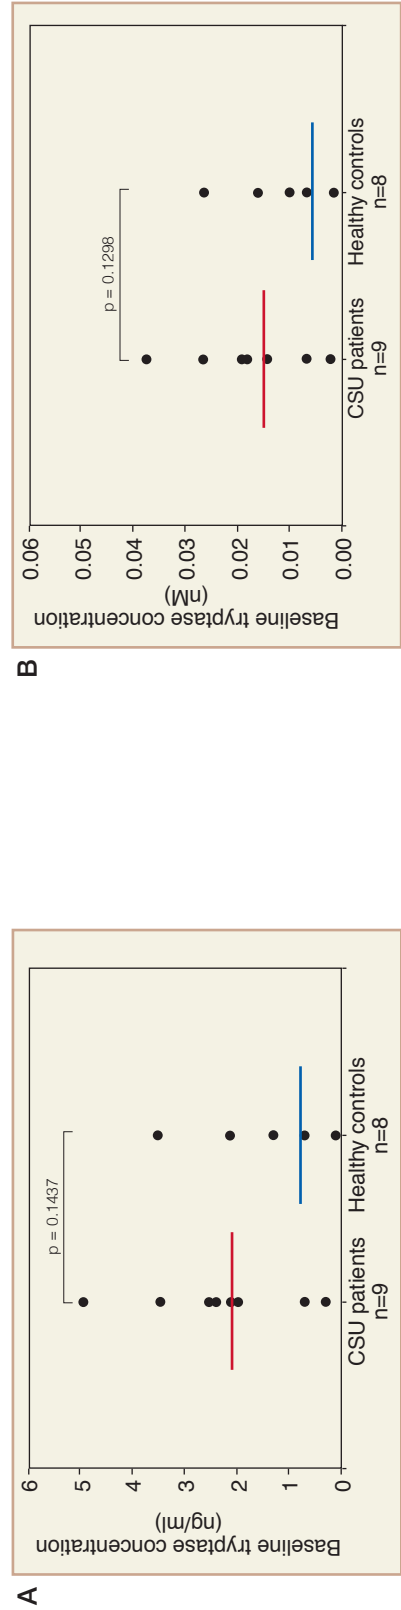 A
Baseline tryptase concentration
(ng/ml)
6
5
4
3
2
1
0
p = 0.1437
CSU patients
n=9
Healthy controls
n=8
B
Baseline tryptase concentration
(nM)
0.06
0.05
0.04
0.03
0.02
0.01
0.00
p = 0.1298
CSU patients
n=9
Healthy controls
n=8